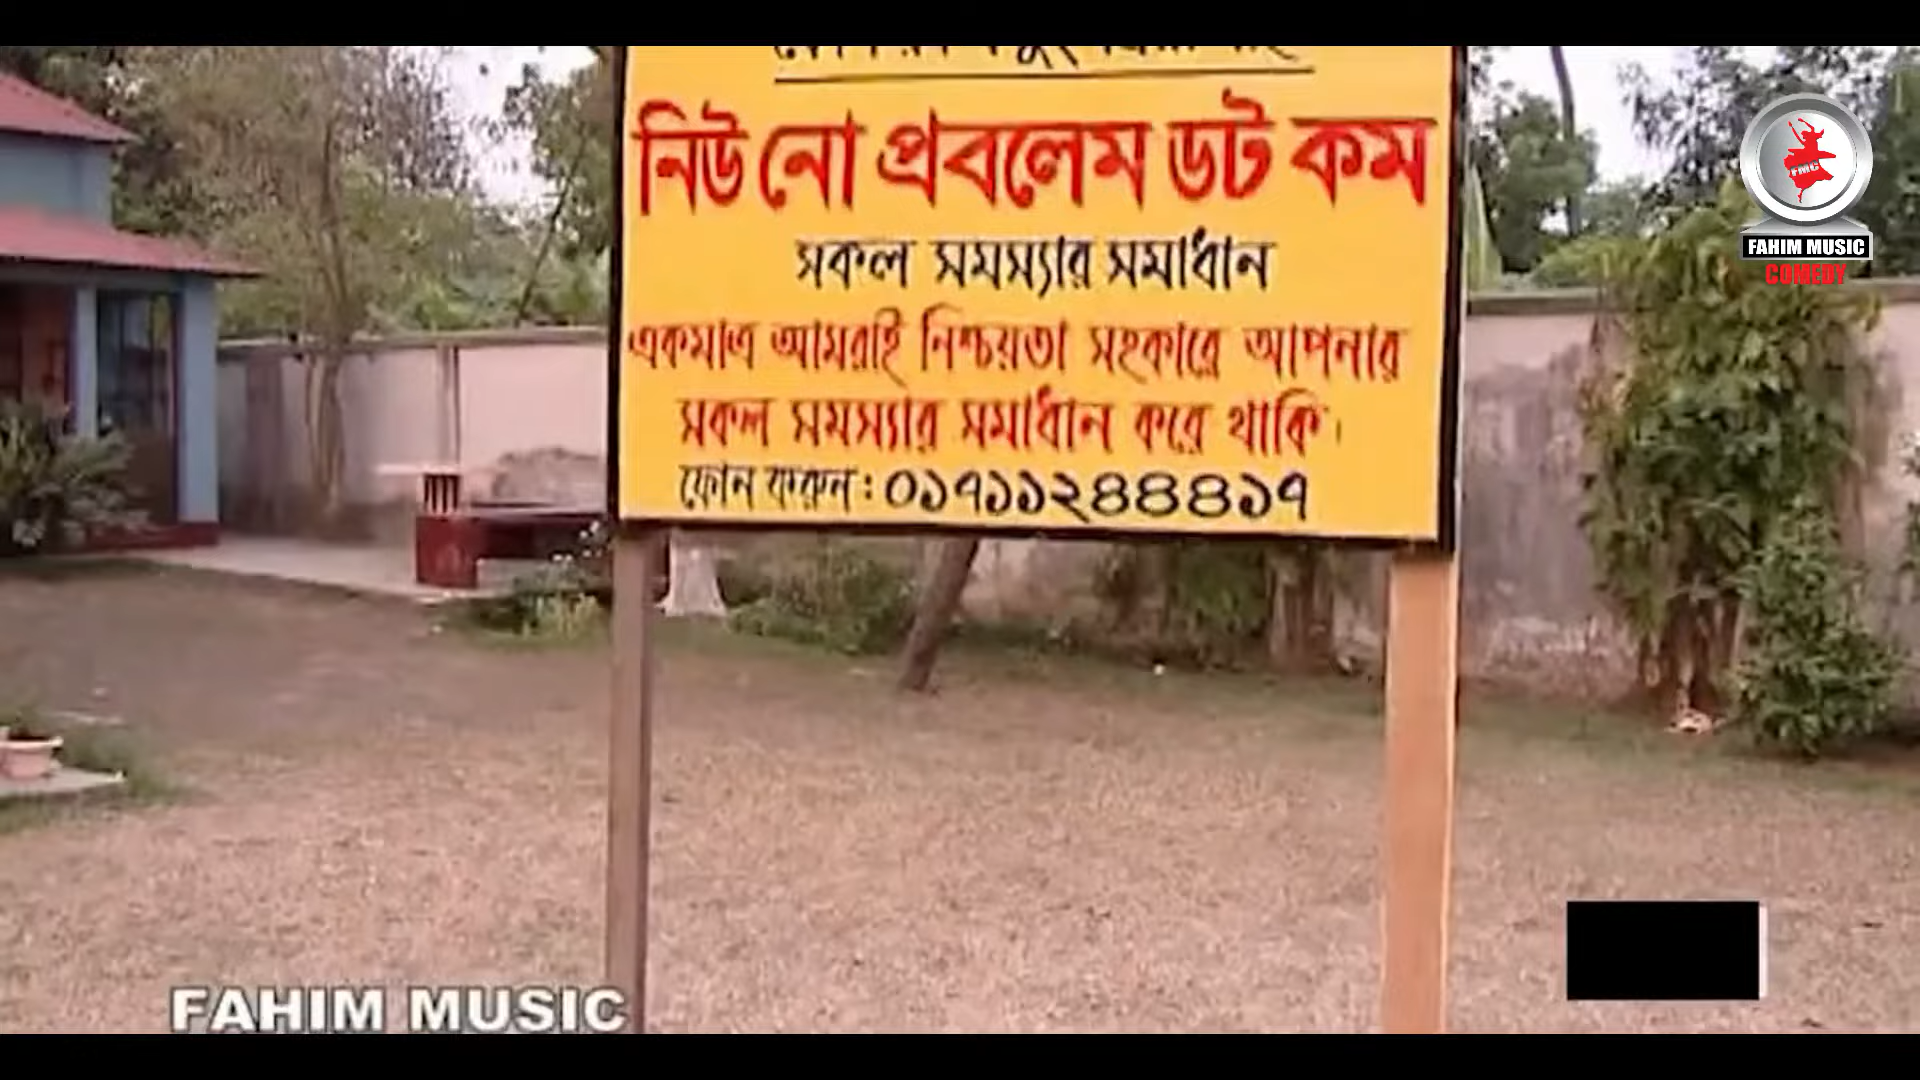 নিউ নো প্রবলেম ডট কম
সকল সমস্যার সমাধান
একমাত্র আমরাই নিশ্চয়তা সহকারে আপনার
সকল সমস্যার সমাধান করে থাকি।
ফোন করুন: ০১৭১১২৪৪৪১৭
FMC
FAHIM MUSIC
COMEDY
FAHIM MUSIC